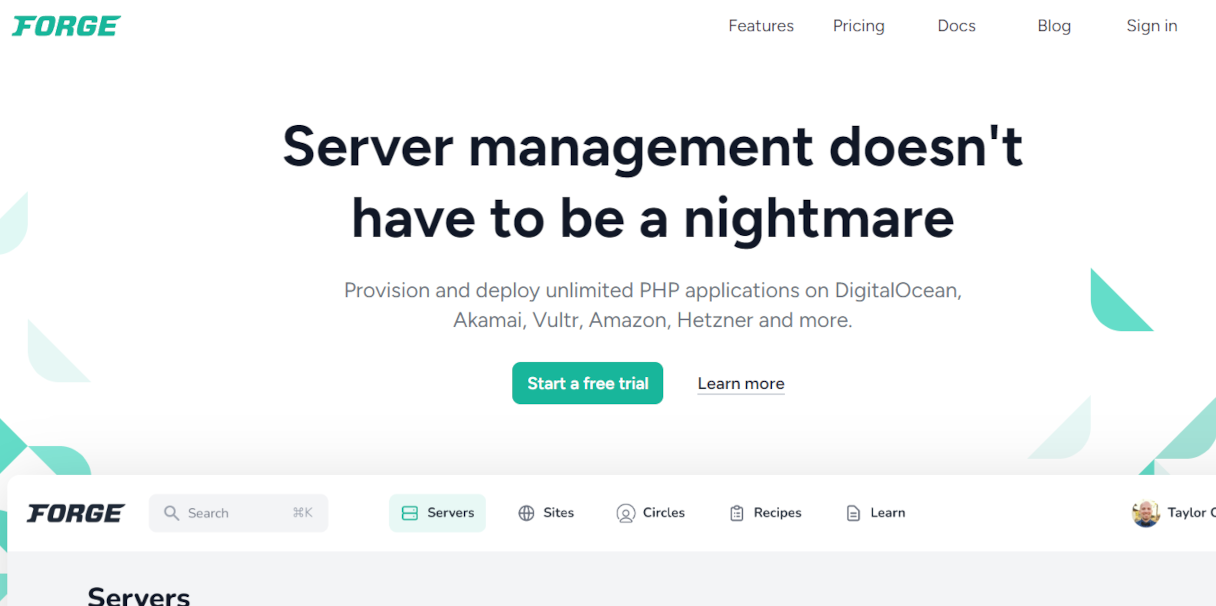 FORGE
Features Pricing Docs Blog Sign in
Server management doesn't
have to be a nightmare
Provision and deploy unlimited PHP applications on DigitalOcean,
Akamai, Vultr, Amazon, Hetzner and more.
Start a free trial Learn more
FORGE Search ⌘K Servers Sites Circles Recipes Learn Taylor
Servers